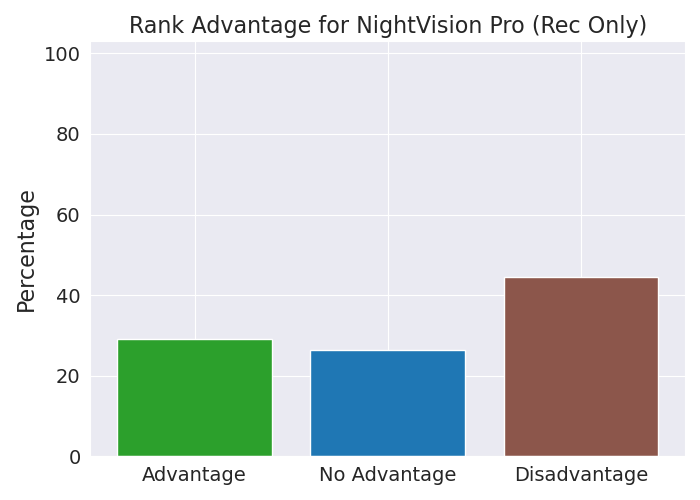 Rank Advantage for NightVision Pro (Rec Only)
100
80
60
40
20
0
Percentage
Advantage
No Advantage
Disadvantage